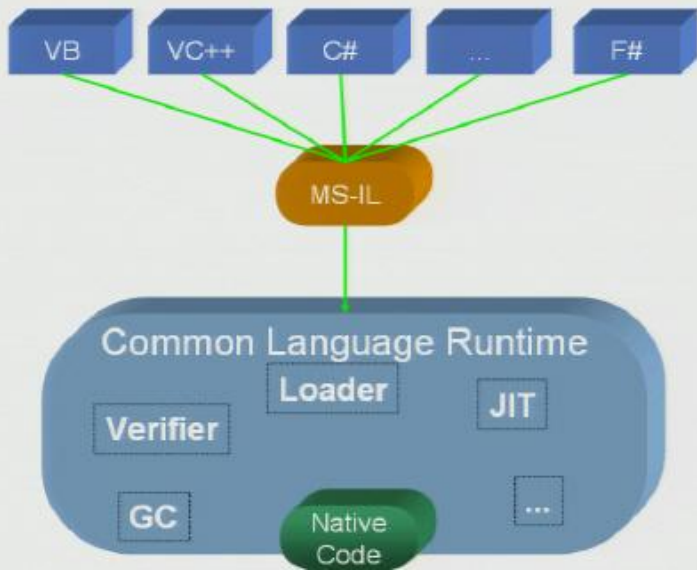 VB
VC++
C#
...
F#
MS-IL
Common Language Runtime
Loader
JIT
Verifier
GC
...
Native
Code